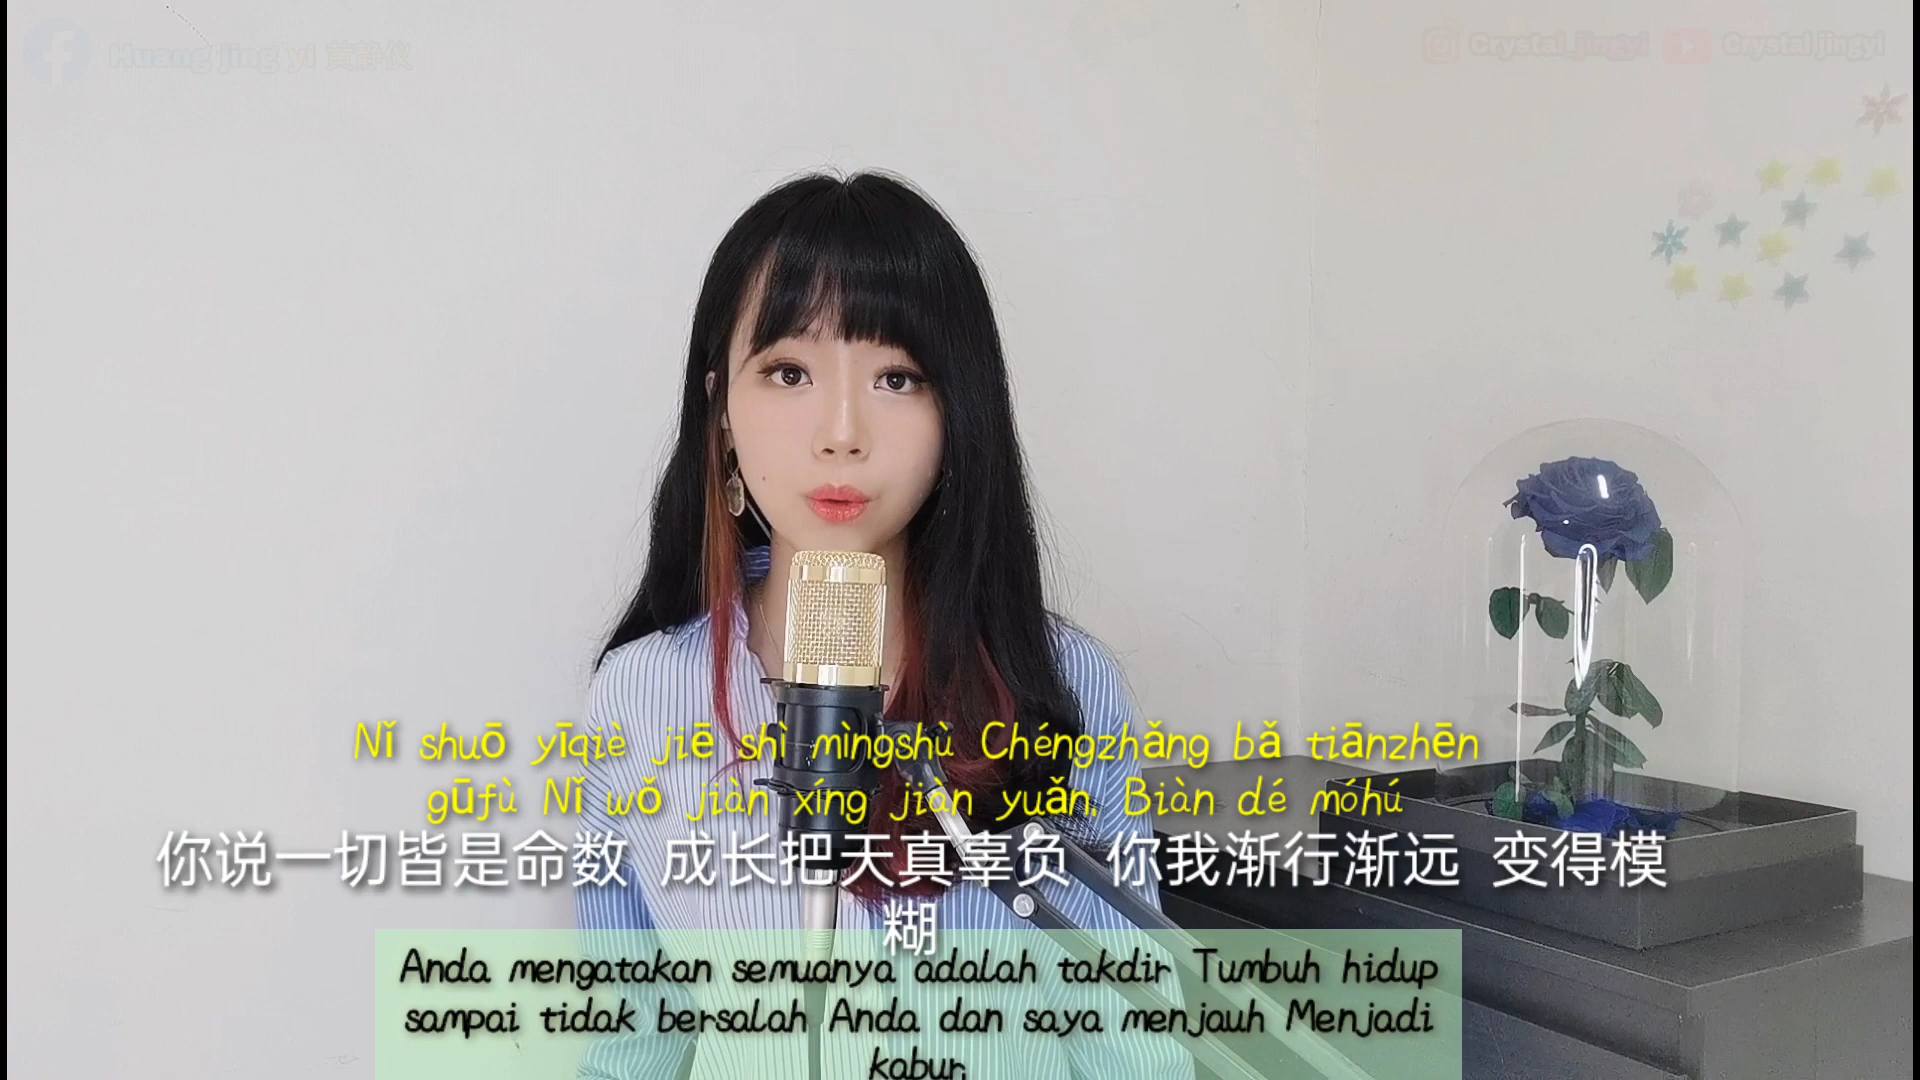 Huang jing yi 黄静仪
Crystal_jingyi Crystal jingyi
Nǐ shuō yīqiè jiē shì mìngshù Chéngzhǎng bǎ tiānzhēn
gūfù Nǐ wǒ jiàn xíng jiàn yuǎn. Biàn dé móhú
你说一切皆是命数 成长把天真辜负 你我渐行渐远 变得模
糊
Anda mengatakan semuanya adalah takdir Tumbuh hidup
sampai tidak bersalah Anda dan saya menjauh Menjadi
kabur.